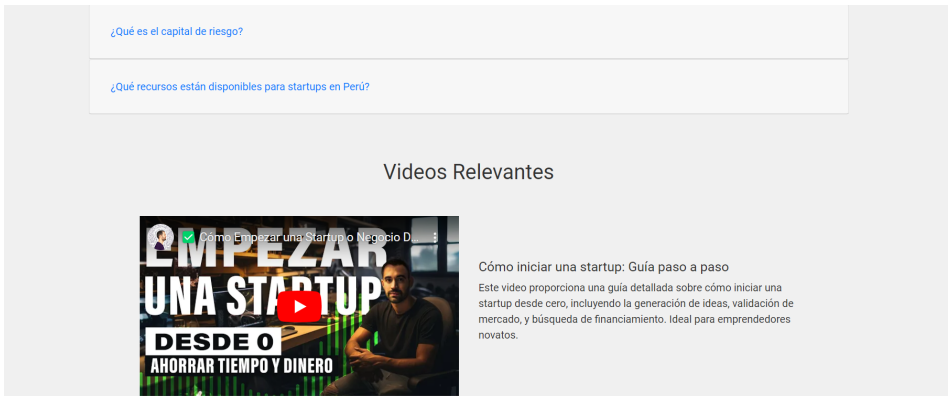 ¿Qué es el capital de riesgo?
¿Qué recursos están disponibles para startups en Perú?
Videos Relevantes
Cómo Empezar una Startup o Negocio D...
EMPEZAR
UNA STARTUP
DESDE 0
AHORRAR TIEMPO Y DINERO
Cómo iniciar una startup: Guía paso a paso
Este video proporciona una guía detallada sobre cómo iniciar una
startup desde cero, incluyendo la generación de ideas, validación de
mercado, y búsqueda de financiamiento. Ideal para emprendedores
novatos.